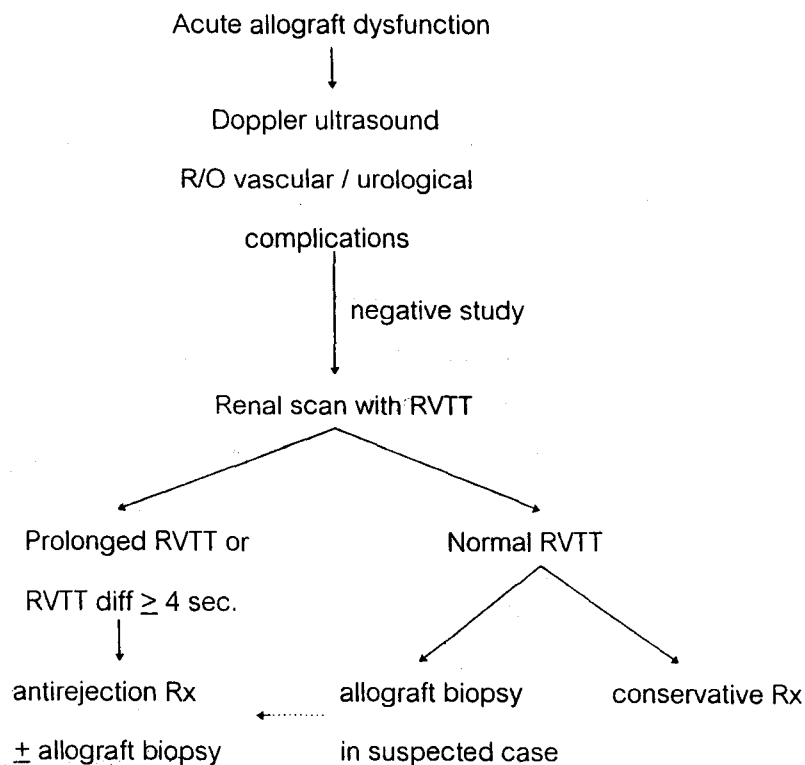 Acute allograft dysfunction
Doppler ultrasound
R/O vascular / urological
complications
negative study
Renal scan with RVTT
Prolonged RVTT or
RVTT diff ≥ 4 sec.
antirejection Rx
± allograft biopsy
Normal RVTT
allograft biopsy
in suspected case
conservative Rx